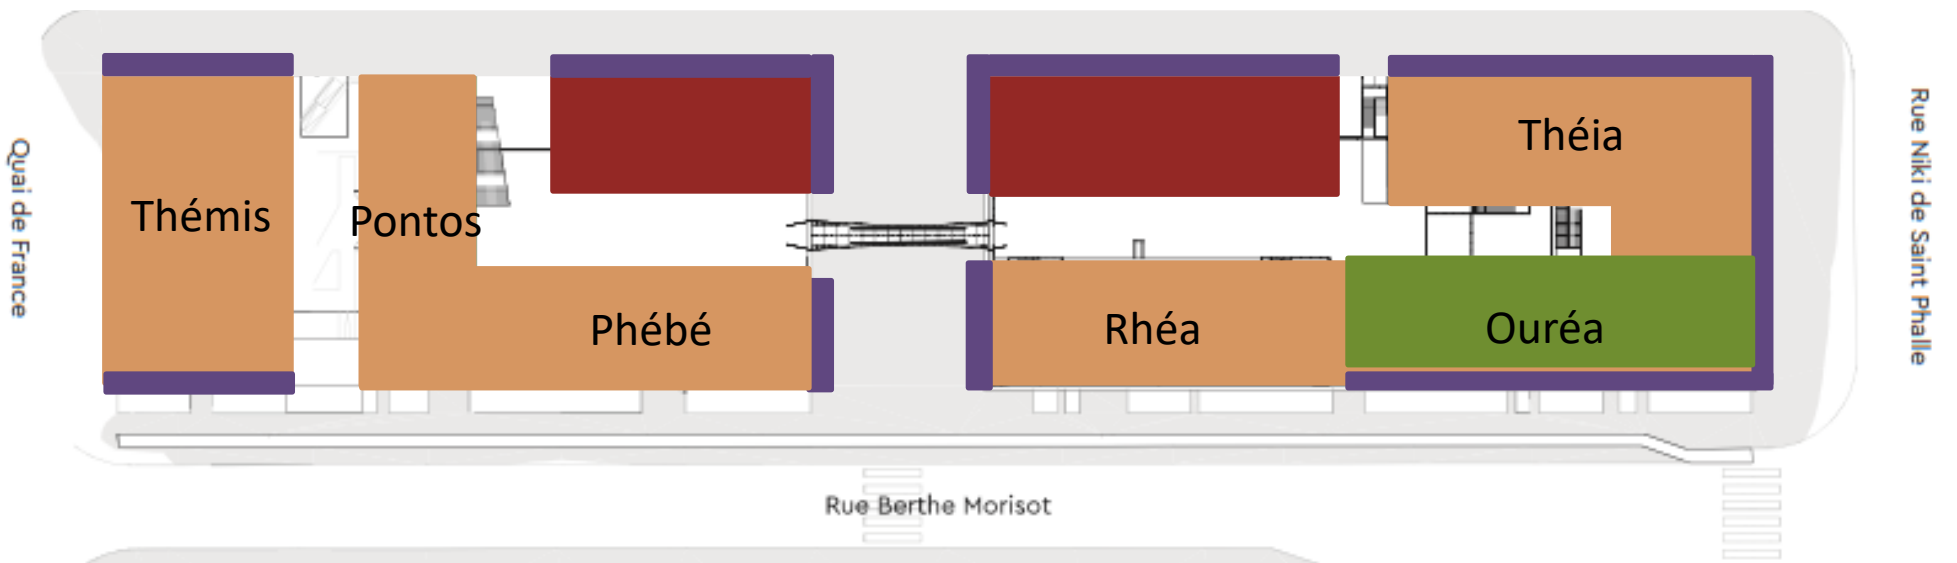 Quai de France
Thémis
Pontos
Phébé
Théia
Rhéa
Ouréa
Rue Niki de Saint Phalle
Rue Berthe Morisot